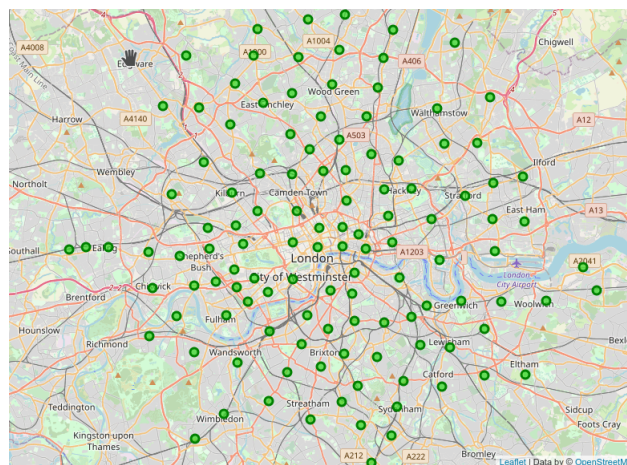 A4008
A1000
A1004
A406
Chigwell
Edgware
Wood Green
East Finchley
Walthamstow
A12
Harrow
A4140
A503
Wembley
Ilford
Northolt
Kilburn
Camden Town
Hackney
Stratford
East Ham
A13
Southall
Ealing
Shepherd's
Bush
London
A1203
City of Westminster
London
City Airport
A2041
Brentford
Chiswick
Fulham
Greenwich
Woolwich
Hounslow
Richmond
Wandsworth
Brixton
Lewisham
Bexle
Catford
Eltham
Teddington
Streatham
Sydenham
Sidcup
Wimbledon
Foots Cray
Kingston upon
Thames
A212
A222
Bromley
Leaflet | Data by © OpenStreetM